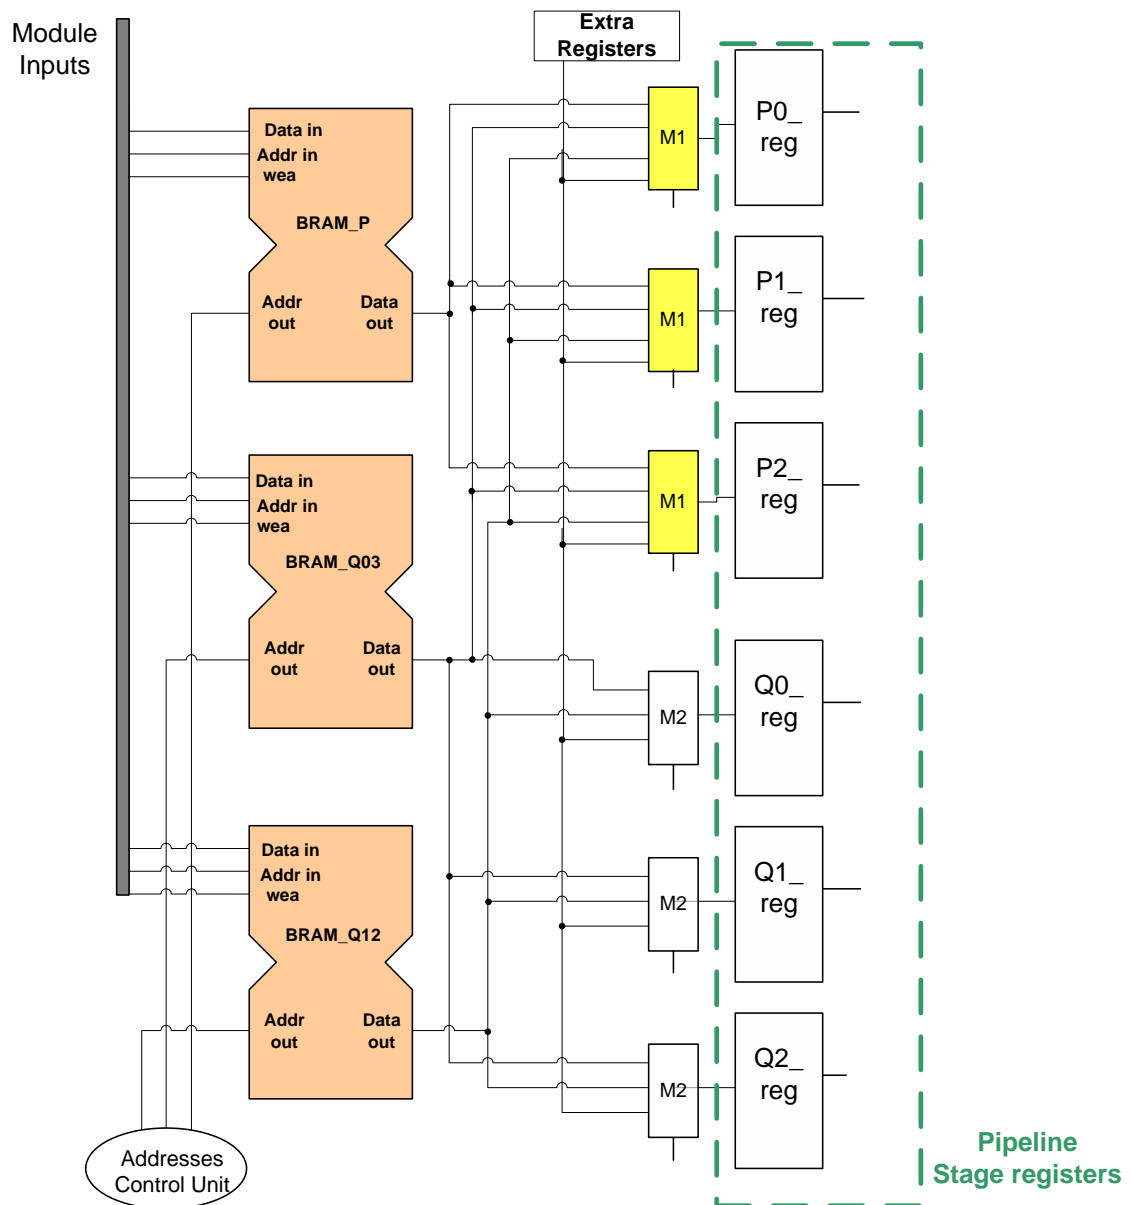 Module
Inputs
Extra
Registers
Data in
Addr in
wea
BRAM_P
Addr
out
Data
out
M1
P0_
reg
M1
P1_
reg
Data in
Addr in
wea
BRAM_Q03
Addr
out
Data
out
M1
P2_
reg
M2
Q0_
reg
Data in
Addr in
wea
BRAM_Q12
Addr
out
Data
out
M2
Q1_
reg
M2
Q2_
reg
Addresses
Control Unit
Pipeline
Stage registers